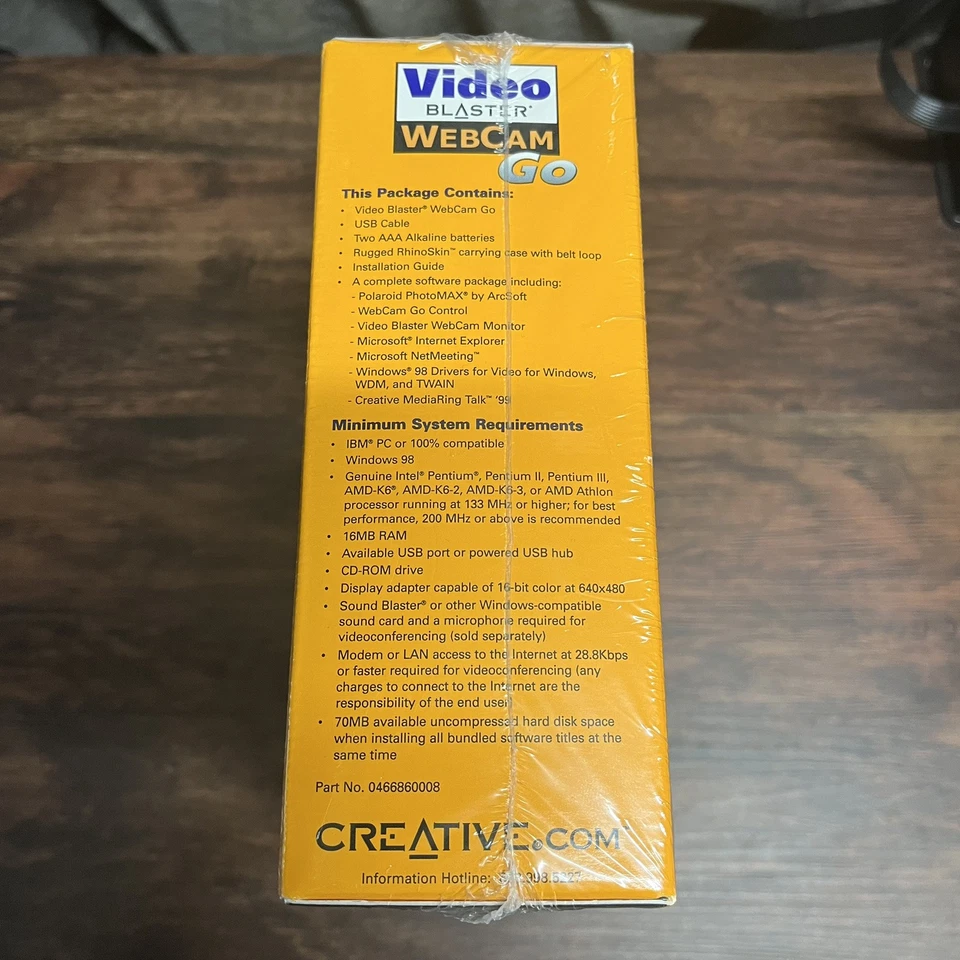 Video
BLASTER®
WEBCAM
Go
This Package Contains:
• Video Blaster® WebCam Go
• USB Cable
• Two AAA Alkaline batteries
• Rugged RhinoSkin™ carrying case with belt loop
• Installation Guide
• A complete software package including:
- Polaroid PhotoMAX® by ArcSoft
- WebCam Go Control
- Video Blaster WebCam Monitor
- Microsoft® Internet Explorer
- Microsoft NetMeeting™
- Windows® 98 Drivers for Video for Windows,
WDM, and TWAIN
- Creative MediaRing Talk™ '99
Minimum System Requirements
• IBM® PC or 100% compatible
• Windows 98
• Genuine Intel® Pentium®, Pentium II, Pentium III,
AMD-K6®, AMD-K6-2, AMD-K6-3, or AMD Athlon
processor running at 133 MHz or higher; for best
performance, 200 MHz or above is recommended
• 16MB RAM
• Available USB port or powered USB hub
• CD-ROM drive
• Display adapter capable of 16-bit color at 640x480
• Sound Blaster® or other Windows-compatible
sound card and a microphone required for
videoconferencing (sold separately)
• Modem or LAN access to the Internet at 28.8Kbps
or faster required for videoconferencing (any
charges to connect to the Internet are the
responsibility of the end user)
• 70MB available uncompressed hard disk space
when installing all bundled software titles at the
same time
Part No. 0466860008
CREATIVE.COM
Information Hotline: